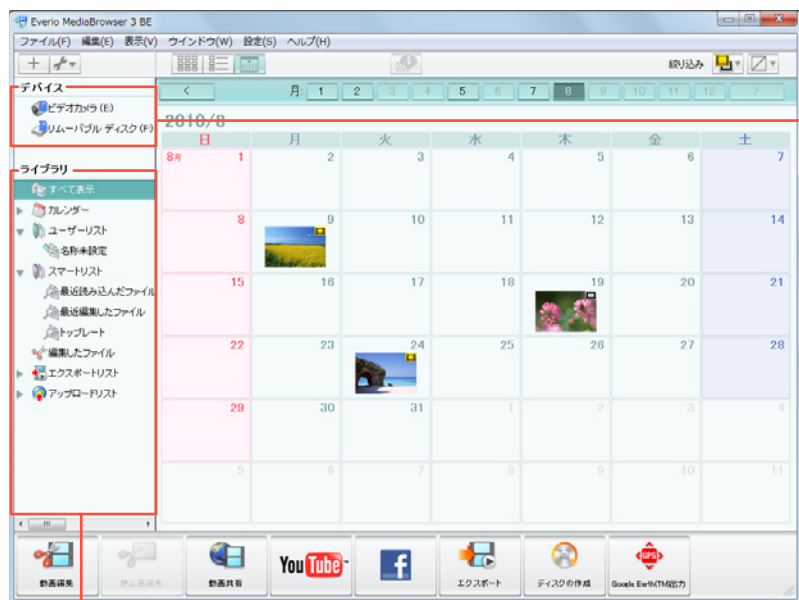 Everio MediaBrowser 3 BE
ファイル(F) 編集(E) 表示(V) ウインドウ(W) 設定(S) ヘルプ(H)
絞り込み
デバイス
ビデオカメラ (E)
リムーバブル ディスク (F)
ライブラリ
すべて表示
カレンダー
ユーザーリスト
名称未設定
スマートリスト
最近読み込んだファイル
最近編集したファイル
トップレート
編集したファイル
エクスポートリスト
アップロードリスト
< 月: 1 2 3 4 5 6 7 8 9 10 11 12 >
2010/8
日 月 火 水 木 金 土
8月 1 2 3 4 5 6 7
8 9 10 11 12 13 14
15 16 17 18 19 20 21
22 23 24 25 26 27 28
29 30 31 1 2 3 4
5 6 7 8 9 10 11
動画編集 静止画編集 動画共有 YouTube f エクスポート ディスクの作成 GPS Google Earth(TM)出力